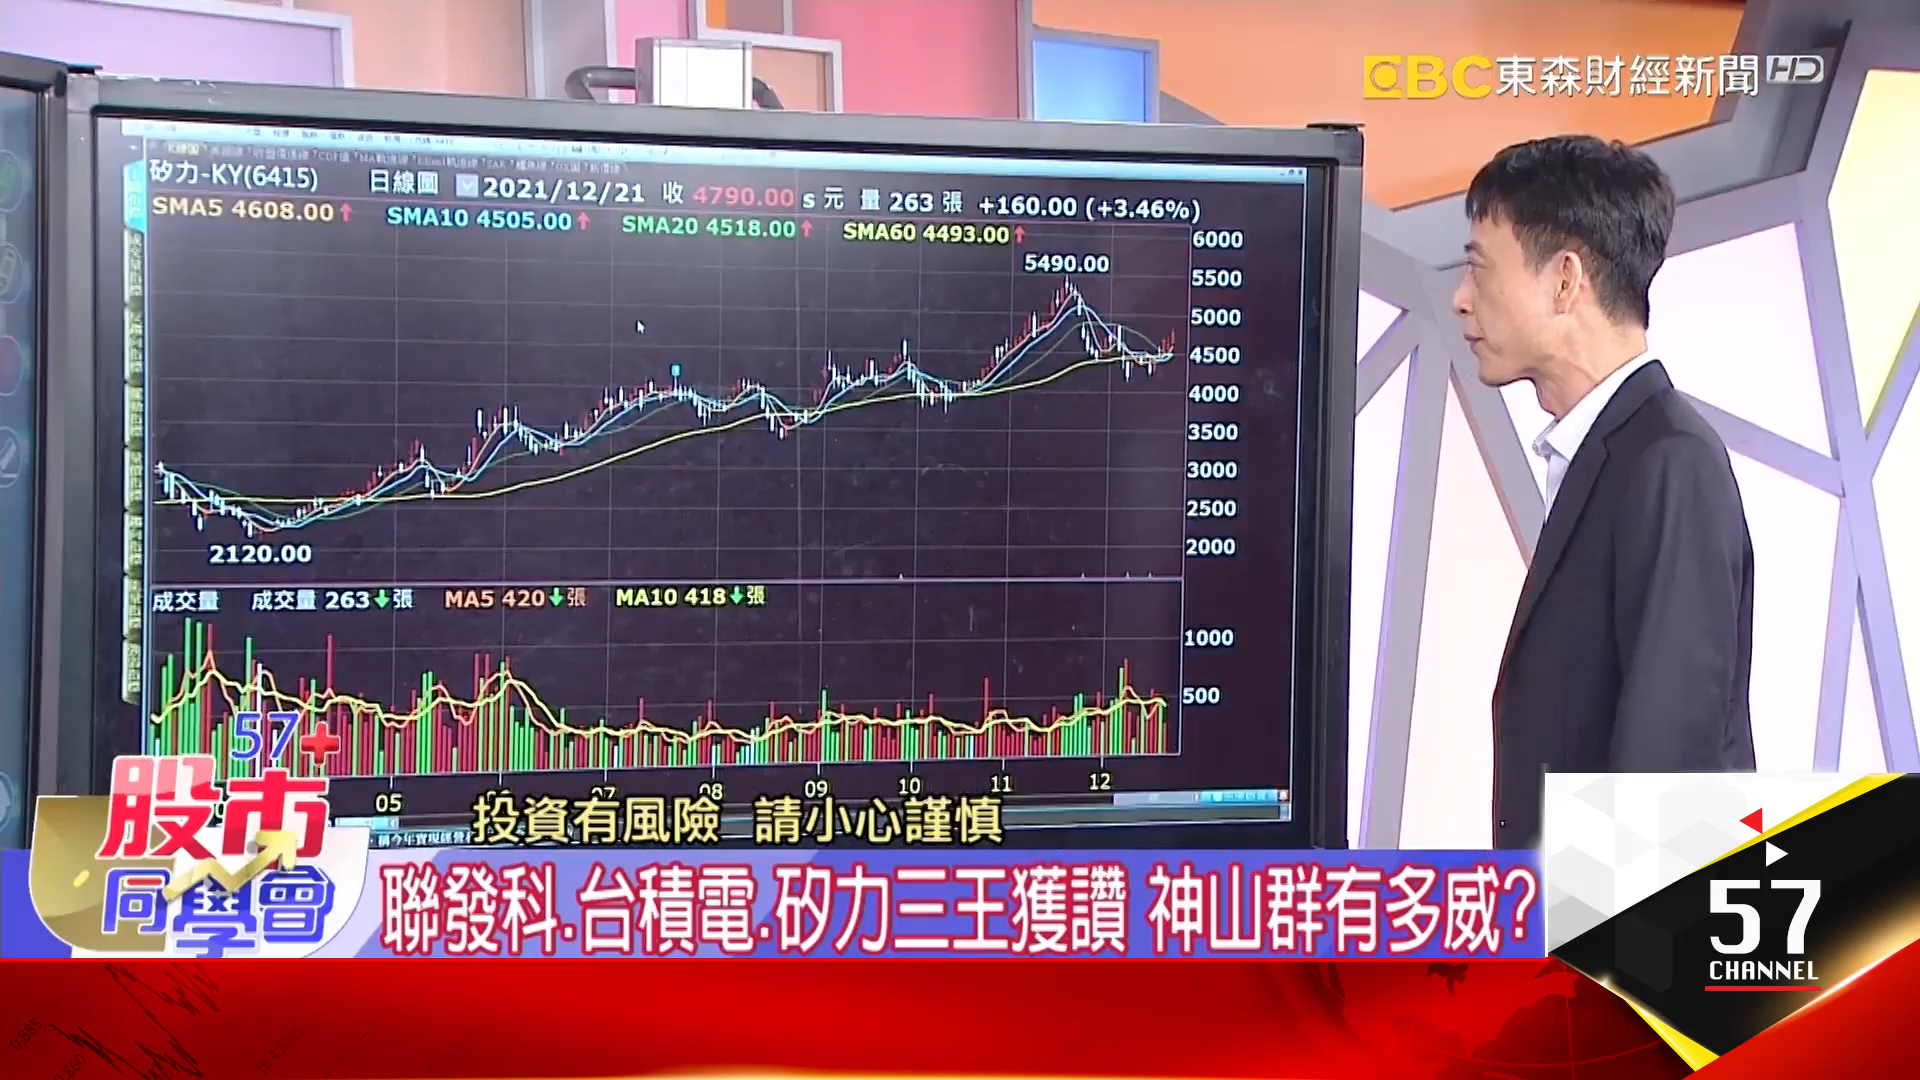 EBC東森財經新聞HD
矽力-KY(6415) 日線圖 2021/12/21 收 4790.00 s 元 量 263 張 +160.00 (+3.46%)
SMA5 4608.00↑ SMA10 4505.00↑ SMA20 4518.00↑ SMA60 4493.00↑
6000
5490.00
5500
5000
4500
4000
3500
3000
2500
2000
2120.00
成交量 成交量 263↓張 MA5 420↓張 MA10 418↓張
1000
500
05 07 08 09 10 11 12
投資有風險 請小心謹慎
57+
股市
同學會
聯發科.台積電.矽力三王獲讚 神山群有多威?
57
CHANNEL